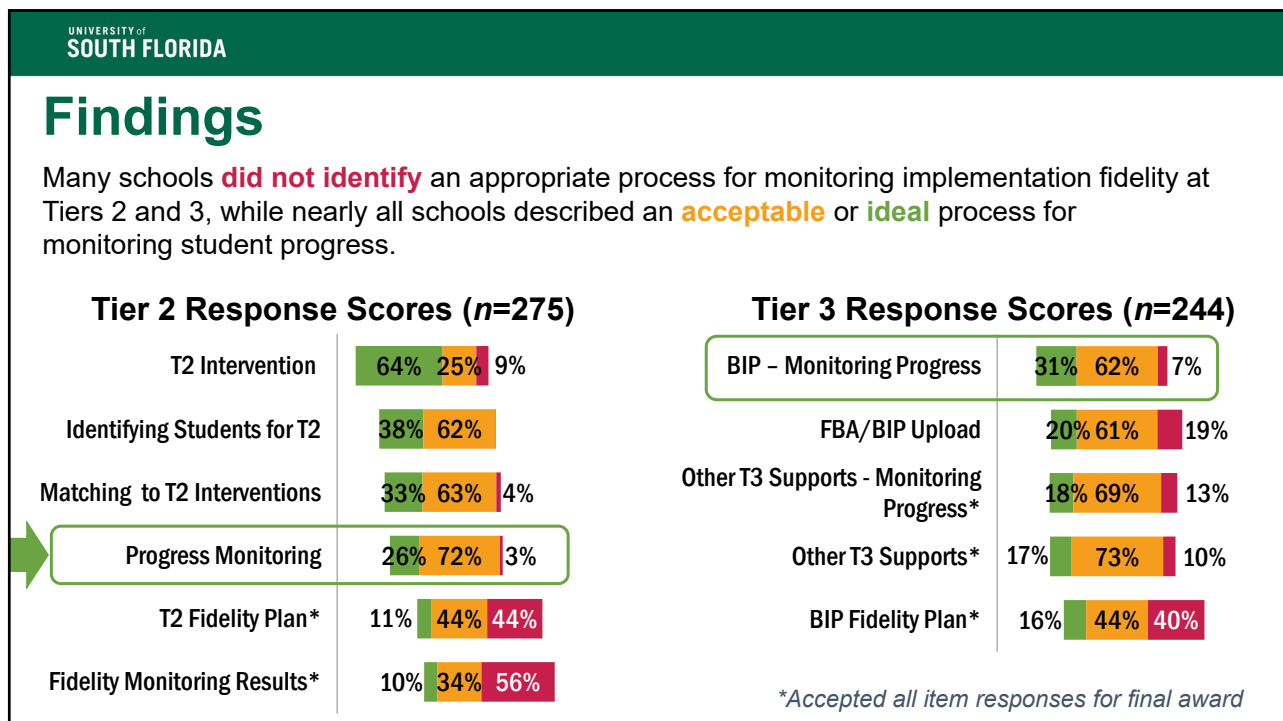 UNIVERSITY of
SOUTH FLORIDA
Findings
Many schools did not identify an appropriate process for monitoring implementation fidelity at
Tiers 2 and 3, while nearly all schools described an acceptable or ideal process for
monitoring student progress.
Tier 2 Response Scores (n=275)
T2 Intervention 64% 25% 9%
Identifying Students for T2 38% 62%
Matching to T2 Interventions 33% 63% 4%
Progress Monitoring 26% 72% 3%
T2 Fidelity Plan* 11% 44% 44%
Fidelity Monitoring Results* 10% 34% 56%
Tier 3 Response Scores (n=244)
BIP – Monitoring Progress 31% 62% 7%
FBA/BIP Upload 20% 61% 19%
Other T3 Supports - Monitoring
Progress* 18% 69% 13%
Other T3 Supports* 17% 73% 10%
BIP Fidelity Plan* 16% 44% 40%
*Accepted all item responses for final award